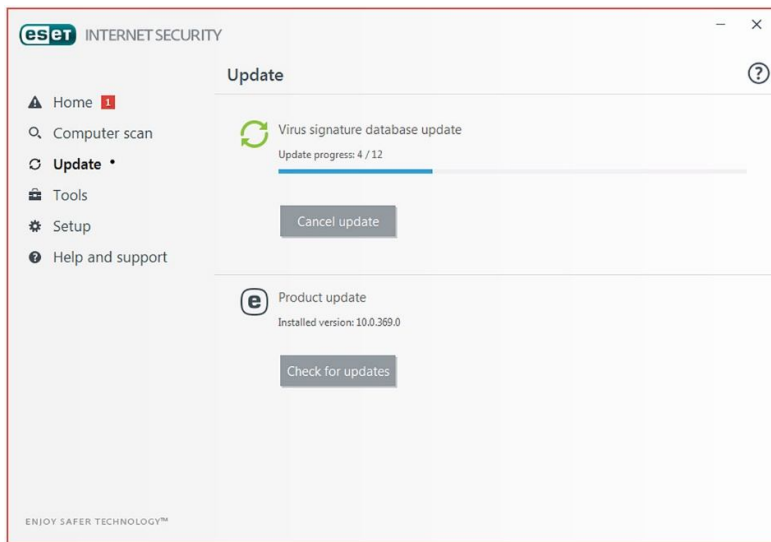 eset INTERNET SECURITY
Update
Home 1
Computer scan
Update
Tools
Setup
Help and support
Virus signature database update
Update progress: 4 / 12
Cancel update
e
Product update
Installed version: 10.0.369.0
Check for updates
ENJOY SAFER TECHNOLOGY™